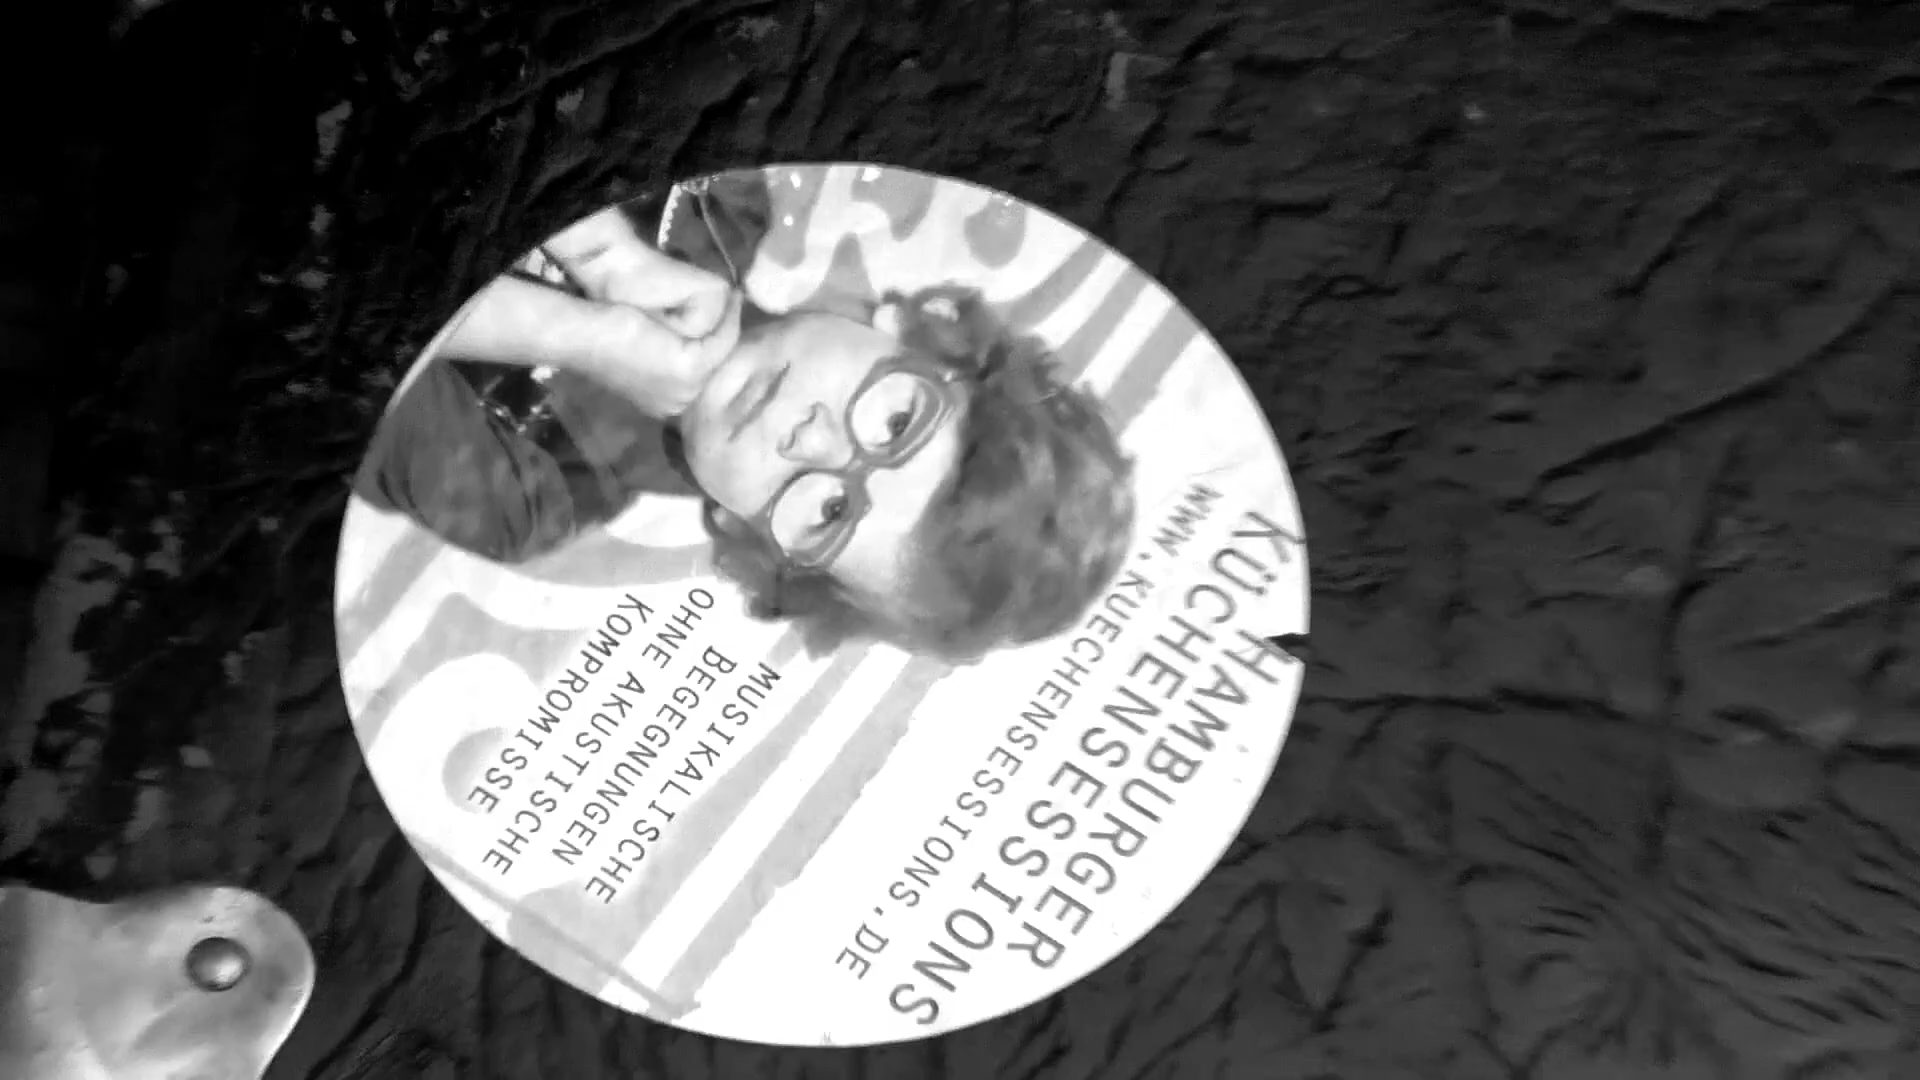 HAMBURGER
KÜCHENSESSIONS
WWW.KUECHENSESSIONS.DE
MUSIKALISCHE
BEGEGNUNGEN
OHNE AKUSTISCHE
KOMPROMISSE